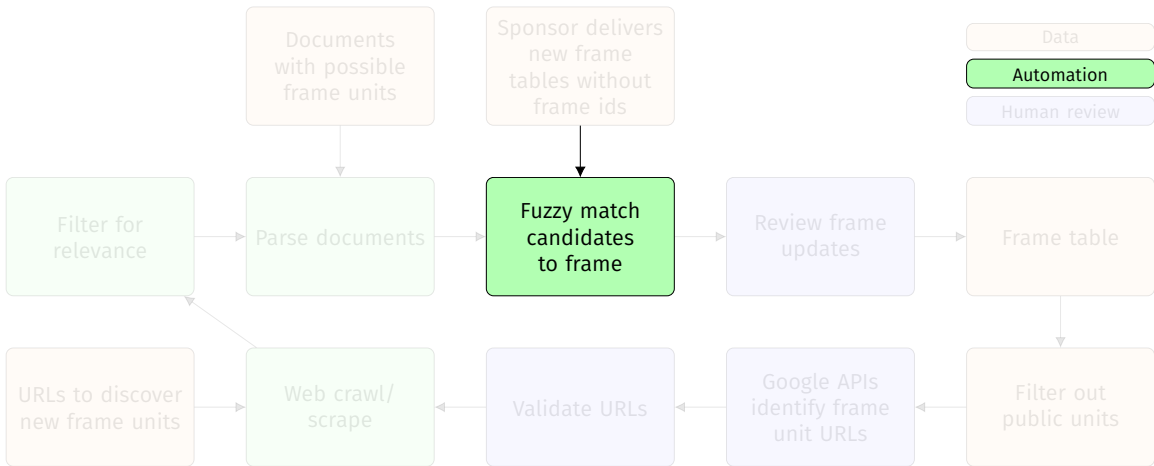 Documents
with possible
frame units
Sponsor delivers
new frame
tables without
frame ids
Data
Automation
Human review
Filter for
relevance
Parse documents
Fuzzy match
candidates
to frame
Review frame
updates
Frame table
URLs to discover
new frame units
Web crawl/
scrape
Validate URLs
Google APIs
identify frame
unit URLs
Filter out
public units